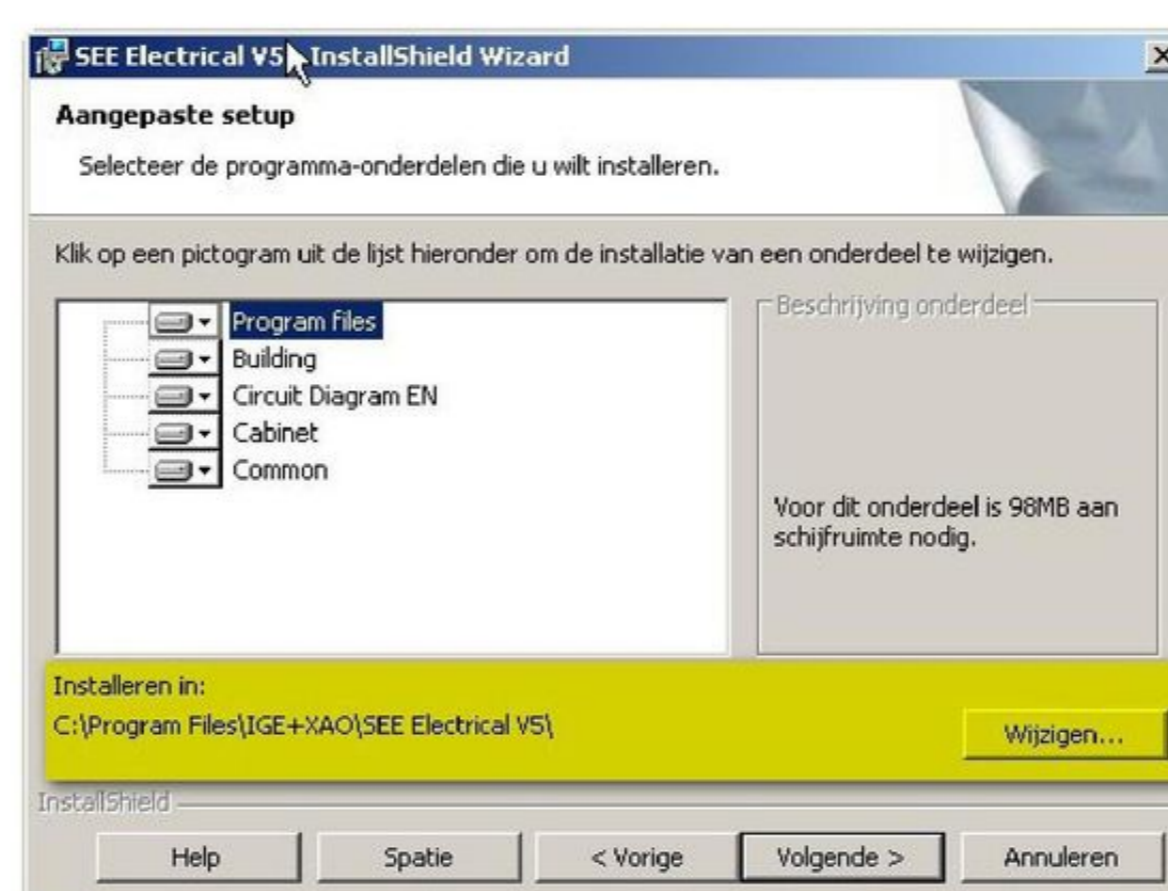 SEE Electrical V5 InstallShield Wizard
Aangepaste setup
Selecteer de programma-onderdelen die u wilt installeren.
Klik op een pictogram uit de lijst hieronder om de installatie van een onderdeel te wijzigen.
Program files
Building
Circuit Diagram EN
Cabinet
Common
Beschrijving onderdeel
Voor dit onderdeel is 98MB aan
schijfruimte nodig.
Installeren in:
C:\Program Files\IGE+XAO\SEE Electrical V5\
Wijzigen...
InstallShield
Help
Spatie
< Vorige
Volgende >
Annuleren